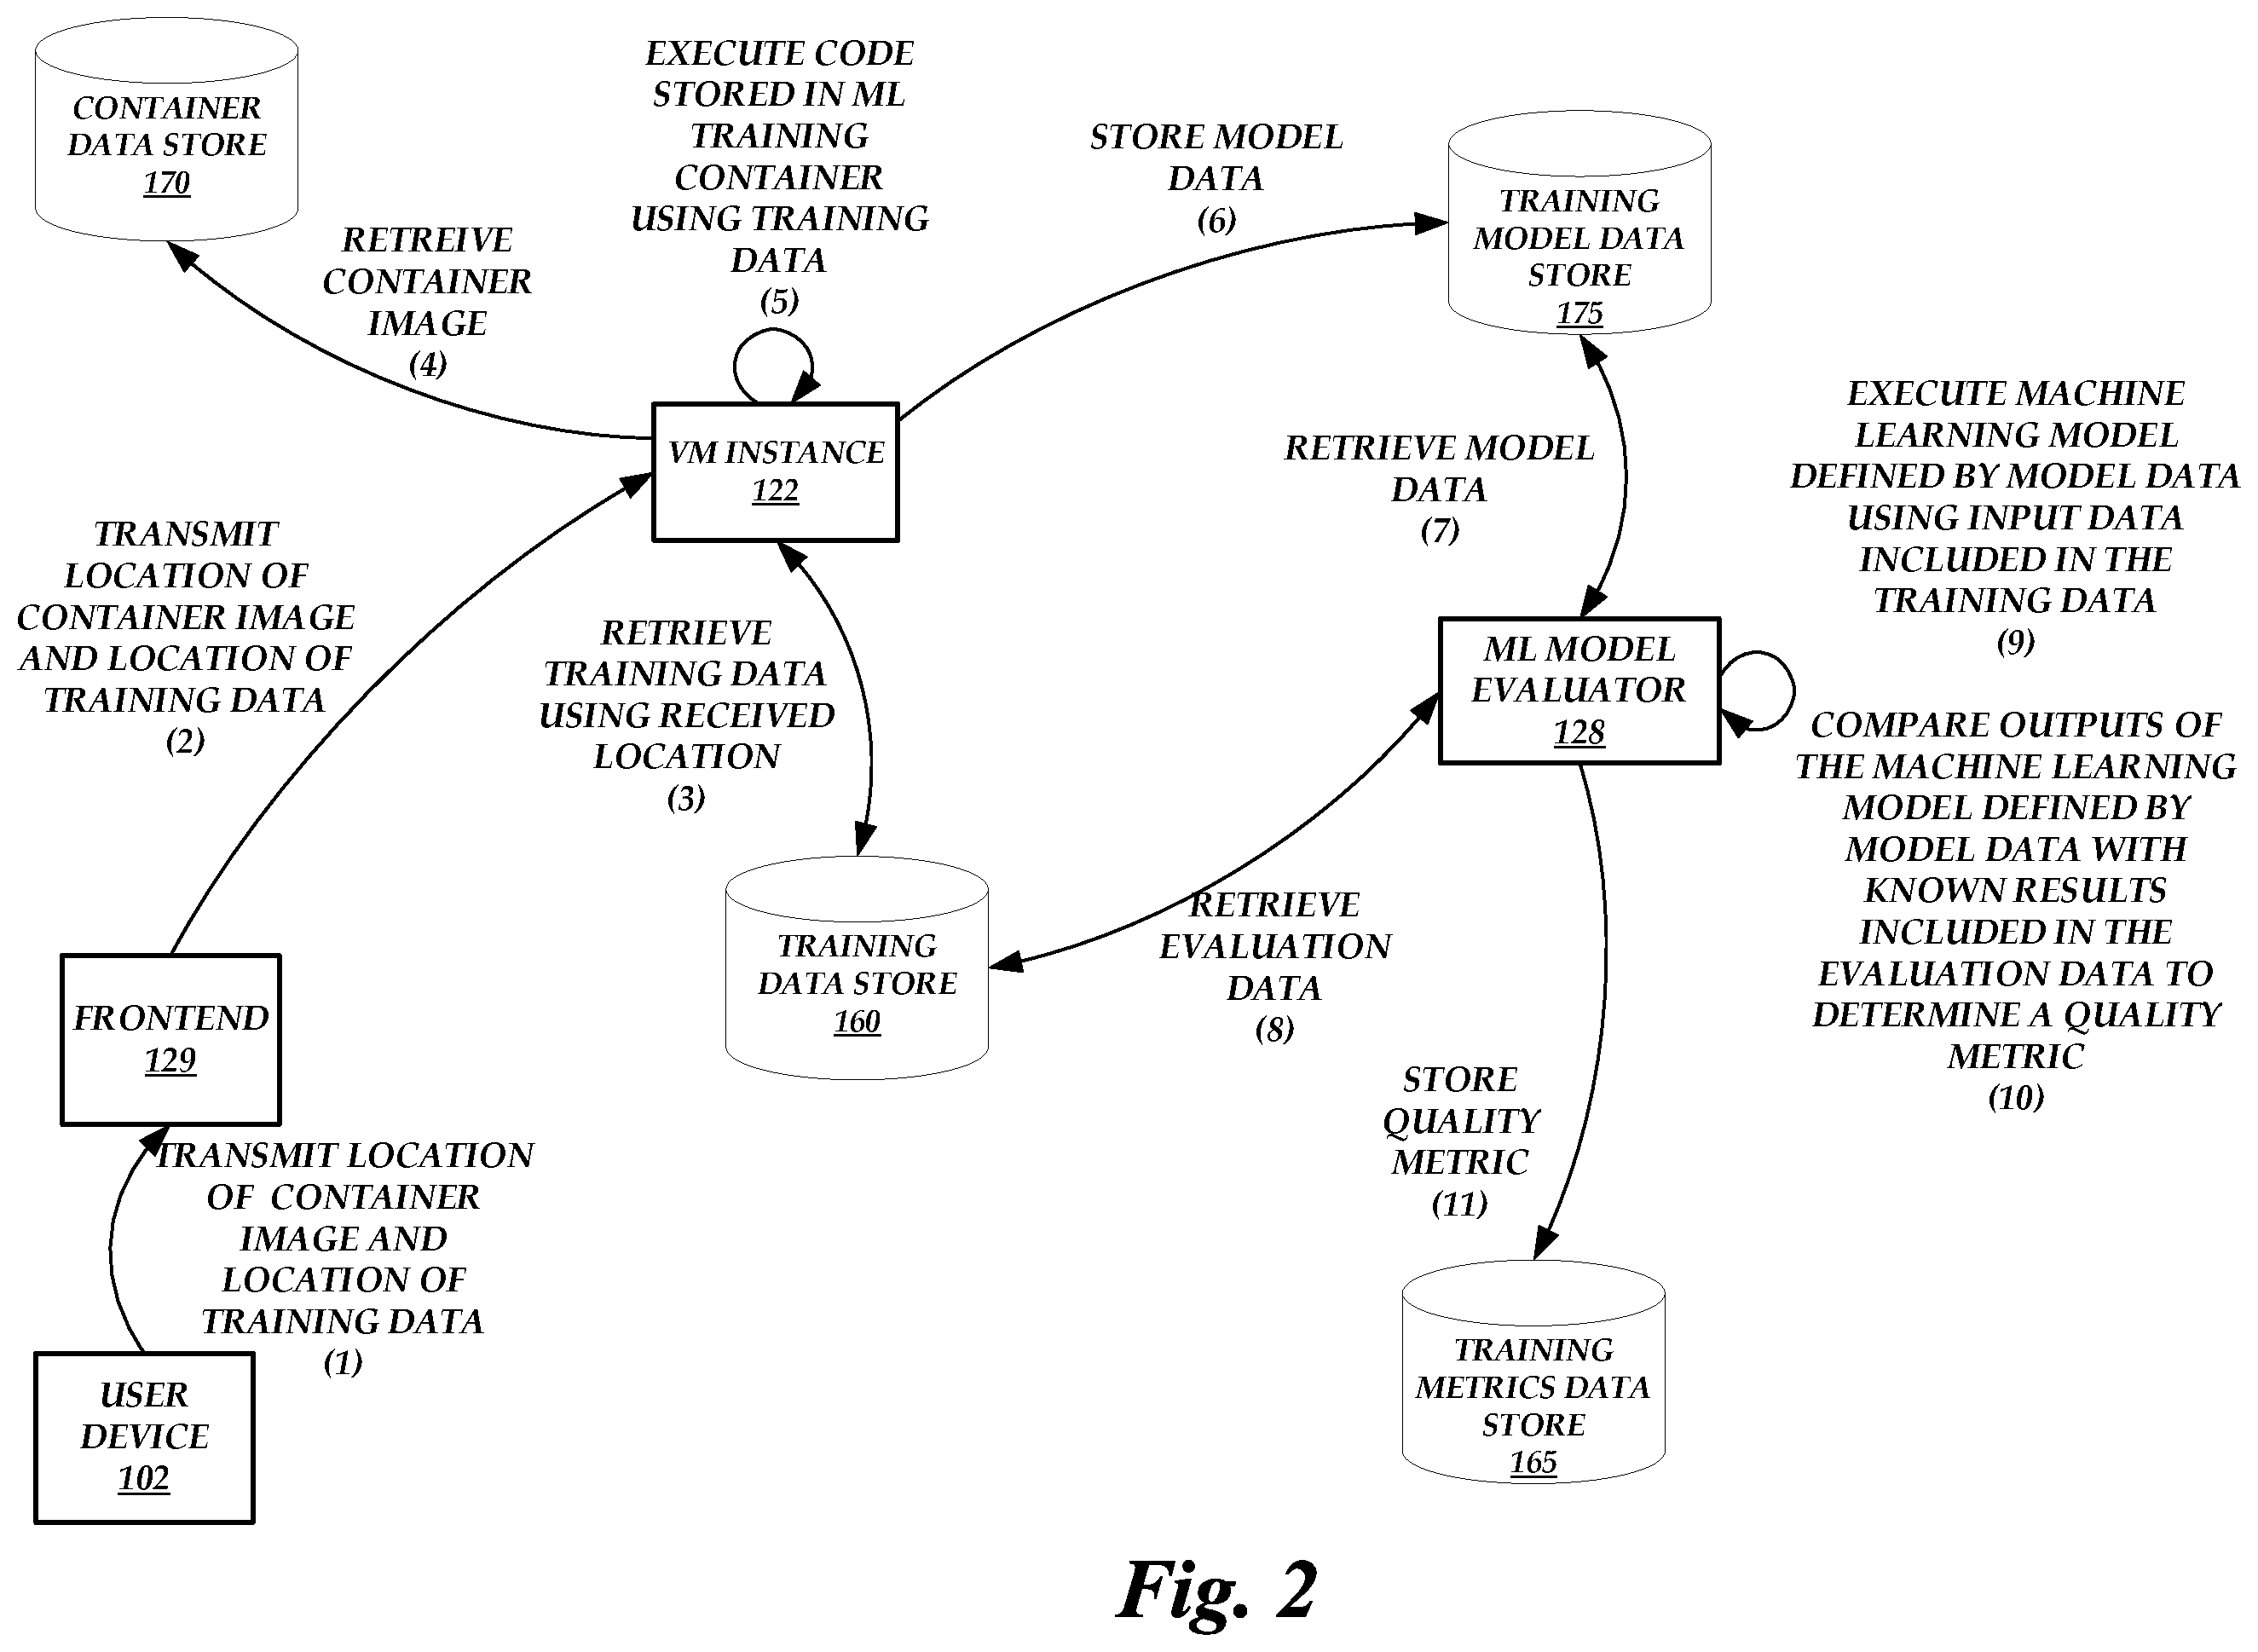 CONTAINER
DATA STORE
170
RETREIVE
CONTAINER
IMAGE
(4)
EXECUTE CODE
STORED IN ML
TRAINING
CONTAINER
USING TRAINING
DATA
(5)
STORE MODEL
DATA
(6)
TRAINING
MODEL DATA
STORE
175
VM INSTANCE
122
RETRIEVE MODEL
DATA
(7)
EXECUTE MACHINE
LEARNING MODEL
DEFINED BY MODEL DATA
USING INPUT DATA
INCLUDED IN THE
TRAINING DATA
(9)
TRANSMIT
LOCATION OF
CONTAINER IMAGE
AND LOCATION OF
TRAINING DATA
(2)
RETRIEVE
TRAINING DATA
USING RECEIVED
LOCATION
(3)
ML MODEL
EVALUATOR
128
COMPARE OUTPUTS OF
THE MACHINE LEARNING
MODEL DEFINED BY
MODEL DATA WITH
KNOWN RESULTS
INCLUDED IN THE
EVALUATION DATA TO
DETERMINE A QUALITY
METRIC
(10)
TRAINING
DATA STORE
160
RETRIEVE
EVALUATION
DATA
(8)
FRONTEND
129
STORE
QUALITY
METRIC
(11)
TRANSMIT LOCATION
OF CONTAINER
IMAGE AND
LOCATION OF
TRAINING DATA
(1)
USER
DEVICE
102
TRAINING
METRICS DATA
STORE
165
Fig. 2